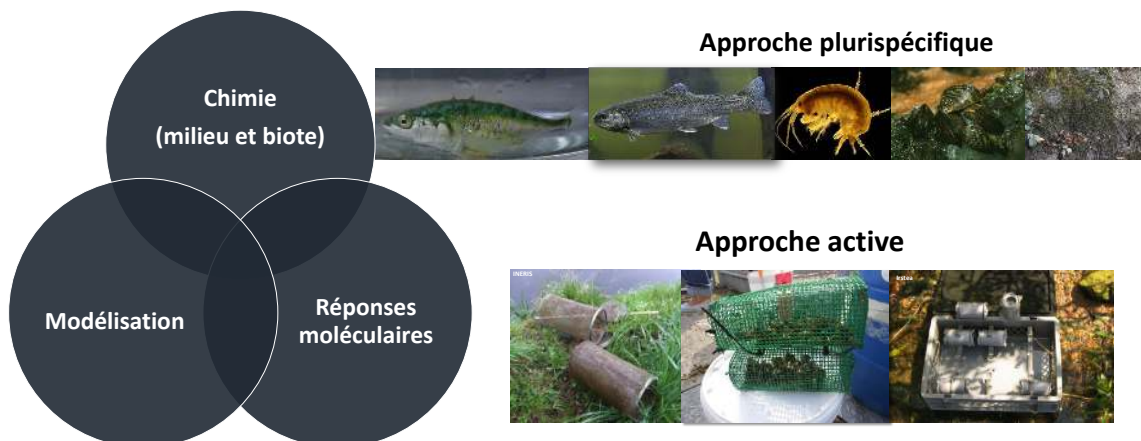 Approche plurispécifique
Chimie
(milieu et biote)
Modélisation
Réponses
moléculaires
Approche active
INERIS
Irstea